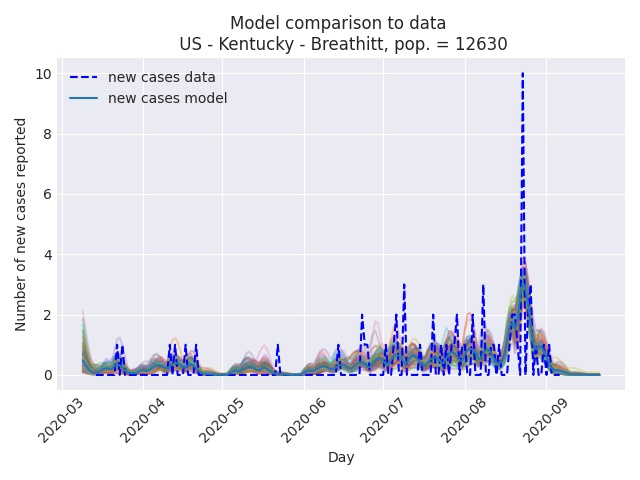 Model comparison to data
US - Kentucky - Breathitt, pop. = 12630
new cases data
new cases model
Number of new cases reported
10
8
6
4
2
0
2020-03
2020-04
2020-05
2020-06
2020-07
2020-08
2020-09
Day